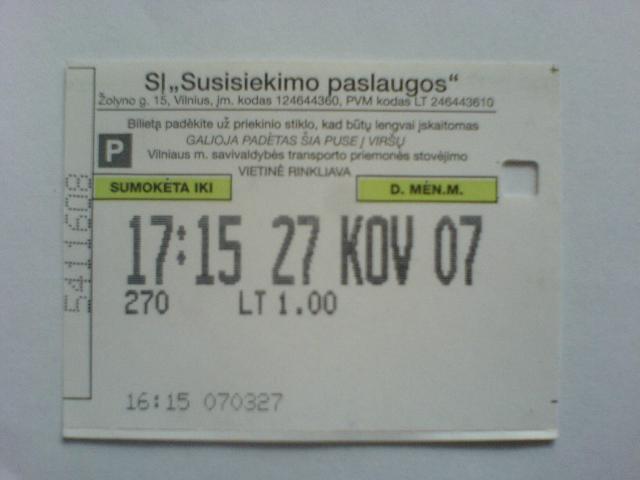 SĮ „Susisiekimo paslaugos“
Žolyno g. 15, Vilnius, įm. kodas 124644360, PVM kodas LT 246443610
Bilietą padėkite už priekinio stiklo, kad būtų lengvai įskaitomas
GALIOJA PADĖTAS ŠIA PUSE Į VIRŠŲ
P
Vilniaus m. savivaldybės transporto priemonės stovėjimo
VIETINĖ RINKLIAVA
SUMOKĖTA IKI
D. MĖN.M.
17:15 27 KOV 07
270 LT 1.00
16:15 070327
5411608